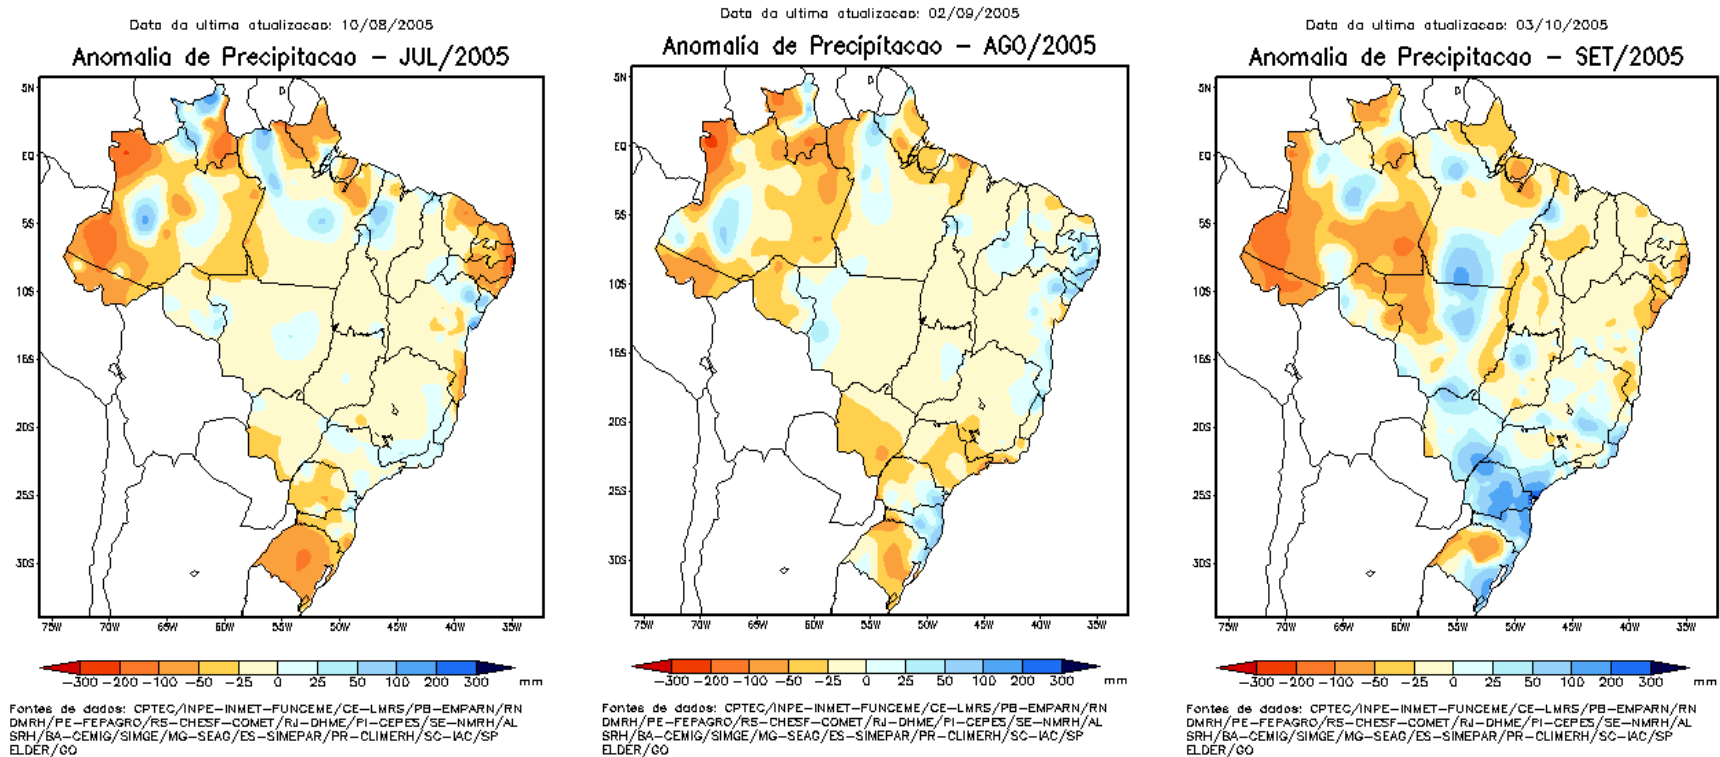 Data da ultima atualizacao: 10/08/2005
Anomalia de Precipitacao – JUL/2005
5N
EQ
5S
10S
15S
20S
25S
30S
75W 70W 65W 60W 55W 50W 45W 40W 35W
−300 −200 −100 −50 −25 0 25 50 100 200 300 mm
Fontes de dados: CPTEC/INPE−INMET−FUNCEME/CE−LMRS/PB−EMPARN/RN
DMRH/PE−FEPAGRO/RS−CHESF−COMET/RJ−DHME/PI−CEPES/SE−NMRH/AL
SRH/BA−CEMIG/SIMGE/MG−SEAG/ES−SIMEPAR/PR−CLIMERH/SC−IAC/SP
ELDER/GO
Data da ultima atualizacao: 02/09/2005
Anomalia de Precipitacao – AGO/2005
5N
EQ
5S
10S
15S
20S
25S
30S
75W 70W 65W 60W 55W 50W 45W 40W 35W
−300 −200 −100 −50 −25 0 25 50 100 200 300 mm
Fontes de dados: CPTEC/INPE−INMET−FUNCEME/CE−LMRS/PB−EMPARN/RN
DMRH/PE−FEPAGRO/RS−CHESF−COMET/RJ−DHME/PI−CEPES/SE−NMRH/AL
SRH/BA−CEMIG/SIMGE/MG−SEAG/ES−SIMEPAR/PR−CLIMERH/SC−IAC/SP
ELDER/GO
Data da ultima atualizacao: 03/10/2005
Anomalia de Precipitacao – SET/2005
5N
EQ
5S
10S
15S
20S
25S
30S
75W 70W 65W 60W 55W 50W 45W 40W 35W
−300 −200 −100 −50 −25 0 25 50 100 200 300 mm
Fontes de dados: CPTEC/INPE−INMET−FUNCEME/CE−LMRS/PB−EMPARN/RN
DMRH/PE−FEPAGRO/RS−CHESF−COMET/RJ−DHME/PI−CEPES/SE−NMRH/AL
SRH/BA−CEMIG/SIMGE/MG−SEAG/ES−SIMEPAR/PR−CLIMERH/SC−IAC/SP
ELDER/GO